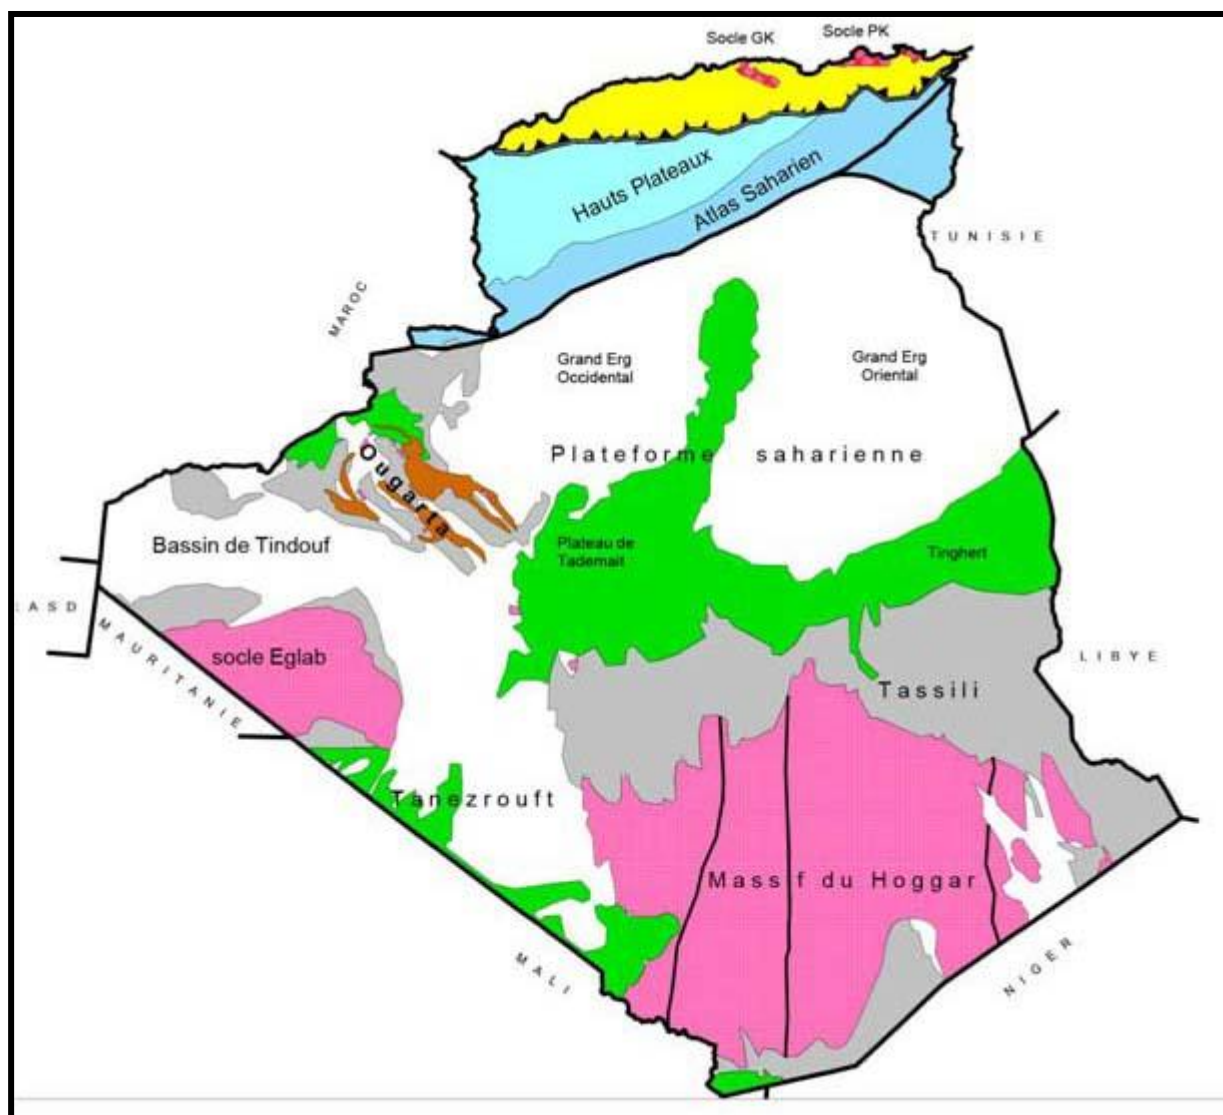 Socle GK
Socle PK
Hauts Plateaux
Atlas Saharien
TUNISIE
MAROC
Grand Erg
Occidental
Grand Erg
Oriental
Plateforme saharienne
Ougarta
Bassin de Tindouf
Plateau de
Tademait
Tinghert
EASD
MAURITANIE
socle Eglab
LIBYE
Tassili
Tanezrouft
Massif du Hoggar
MALI
NIGER